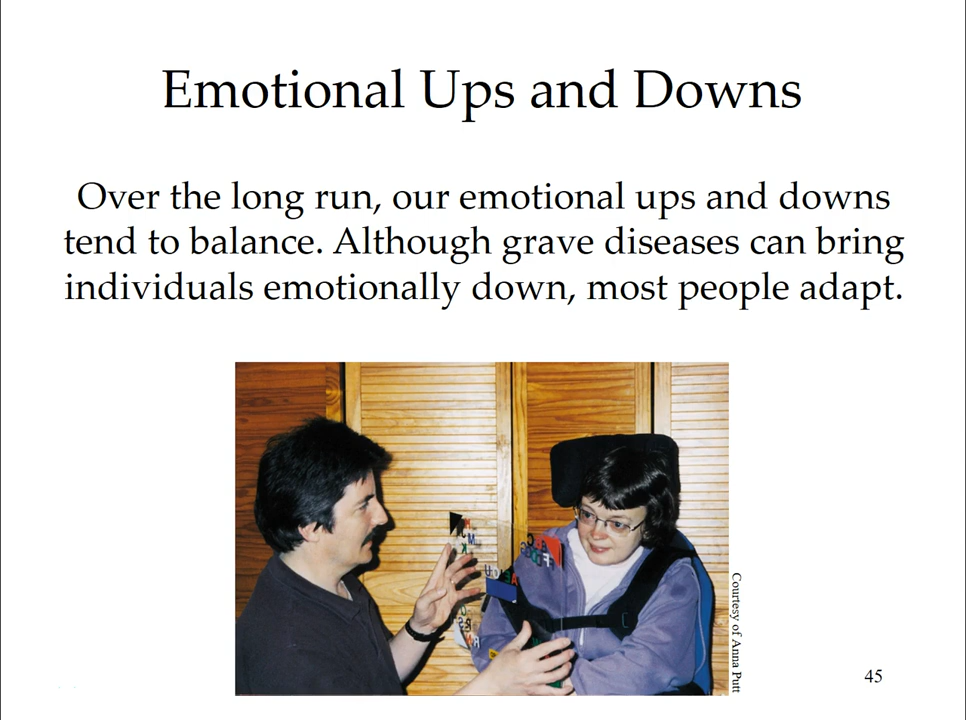 Emotional Ups and Downs
Over the long run, our emotional ups and downs
tend to balance. Although grave diseases can bring
individuals emotionally down, most people adapt.
Courtesy of Anna Putt
45